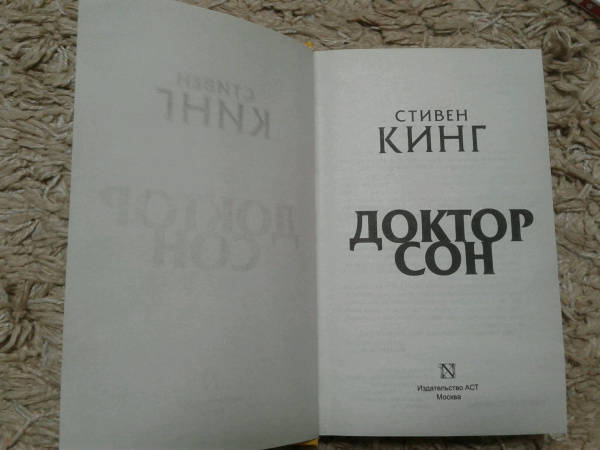 СТИВЕН
КИНГ
ДОКТОР
СОН
N
Издательство АСТ
Москва